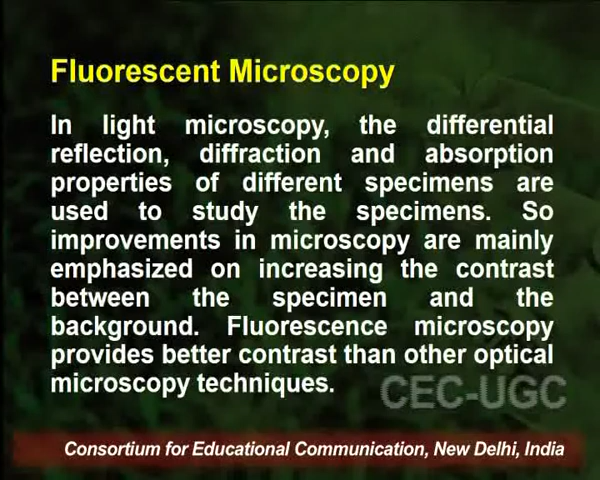 Fluorescent Microscopy
In light microscopy, the differential
reflection, diffraction and absorption
properties of different specimens are
used to study the specimens. So
improvements in microscopy are mainly
emphasized on increasing the contrast
between the specimen and the
background. Fluorescence microscopy
provides better contrast than other optical
microscopy techniques.
CEC-UGC
Consortium for Educational Communication, New Delhi, India